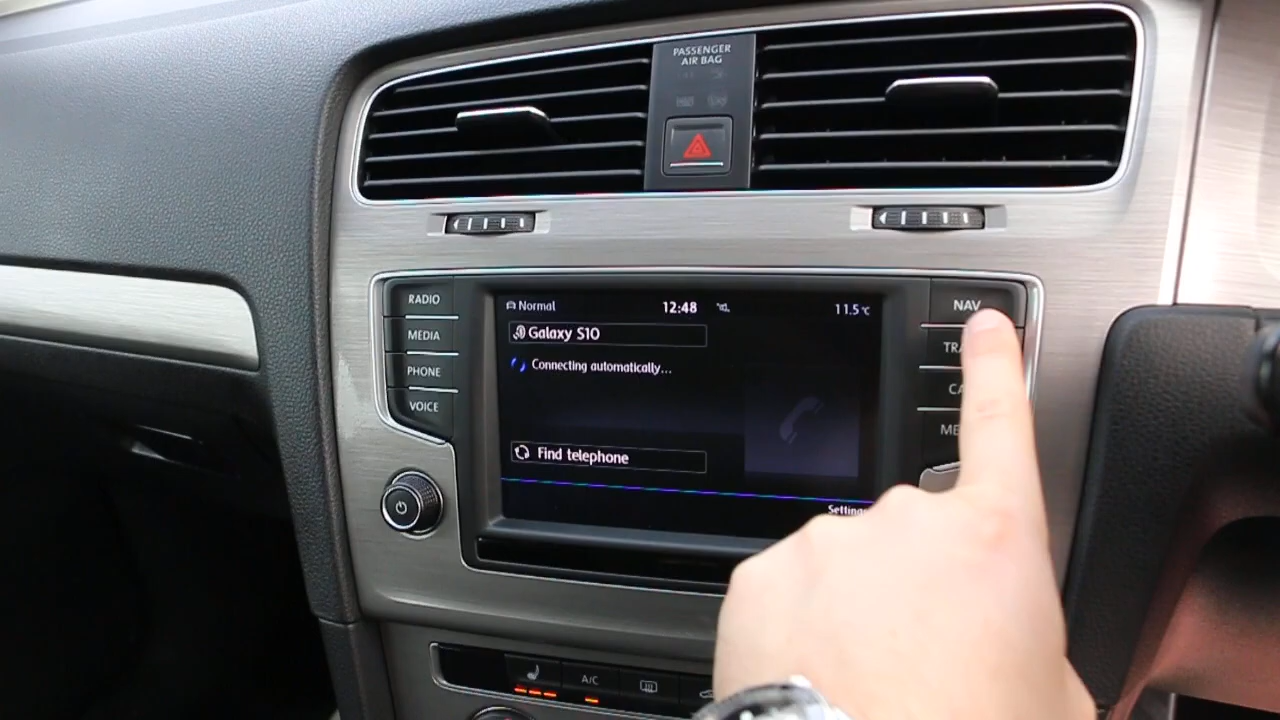 PASSENGER
AIR BAG
RADIO
MEDIA
PHONE
VOICE
Normal
12:48
11.5°C
Galaxy S10
Connecting automatically...
Find telephone
NAV
A/C